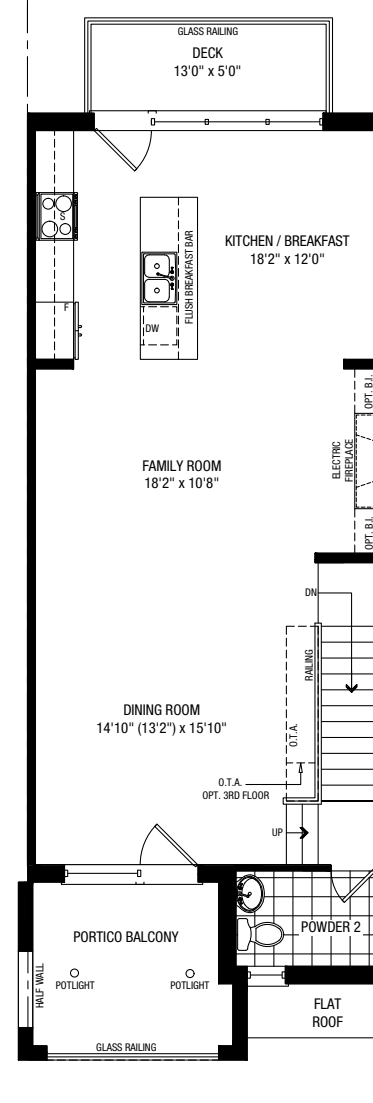 GLASS RAILING
DECK
13'0" x 5'0"
S
KITCHEN / BREAKFAST
18'2" x 12'0"
FLUSH BREAKFAST BAR
F
DW
OPT. B.I.
ELECTRIC
FIREPLACE
OPT. B.I.
FAMILY ROOM
18'2" x 10'8"
DN
RAILING
O.T.A.
DINING ROOM
14'10" (13'2") x 15'10"
O.T.A.
OPT. 3RD FLOOR
UP
PORTICO BALCONY
POWDER 2
HALF WALL
POTLIGHT
POTLIGHT
FLAT
ROOF
GLASS RAILING